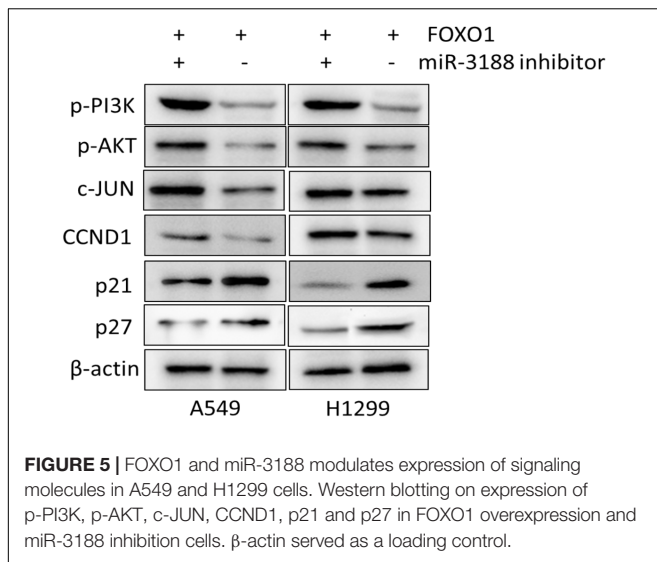 + + + + FOXO1
+ - + - miR-3188 inhibitor
p-PI3K
p-AKT
c-JUN
CCND1
p21
p27
β-actin
A549 H1299
FIGURE 5 | FOXO1 and miR-3188 modulates expression of signaling
molecules in A549 and H1299 cells. Western blotting on expression of
p-PI3K, p-AKT, c-JUN, CCND1, p21 and p27 in FOXO1 overexpression and
miR-3188 inhibition cells. β-actin served as a loading control.